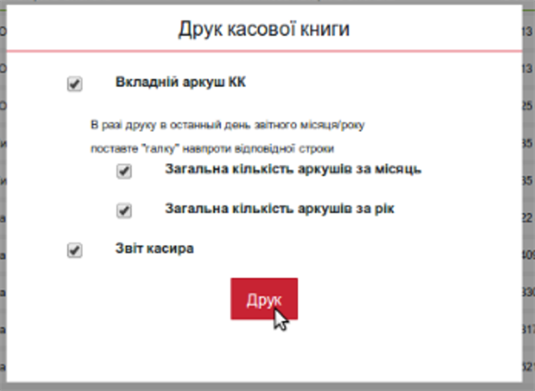 Друк касової книги
Вкладній аркуш КК
В разі друку в останный день звітного місяця/року
поставте "галку" навпроти відповідної строки
Загальна кількість аркушів за місяць
Загальна кількість аркушів за рік
Звіт касира
Друк